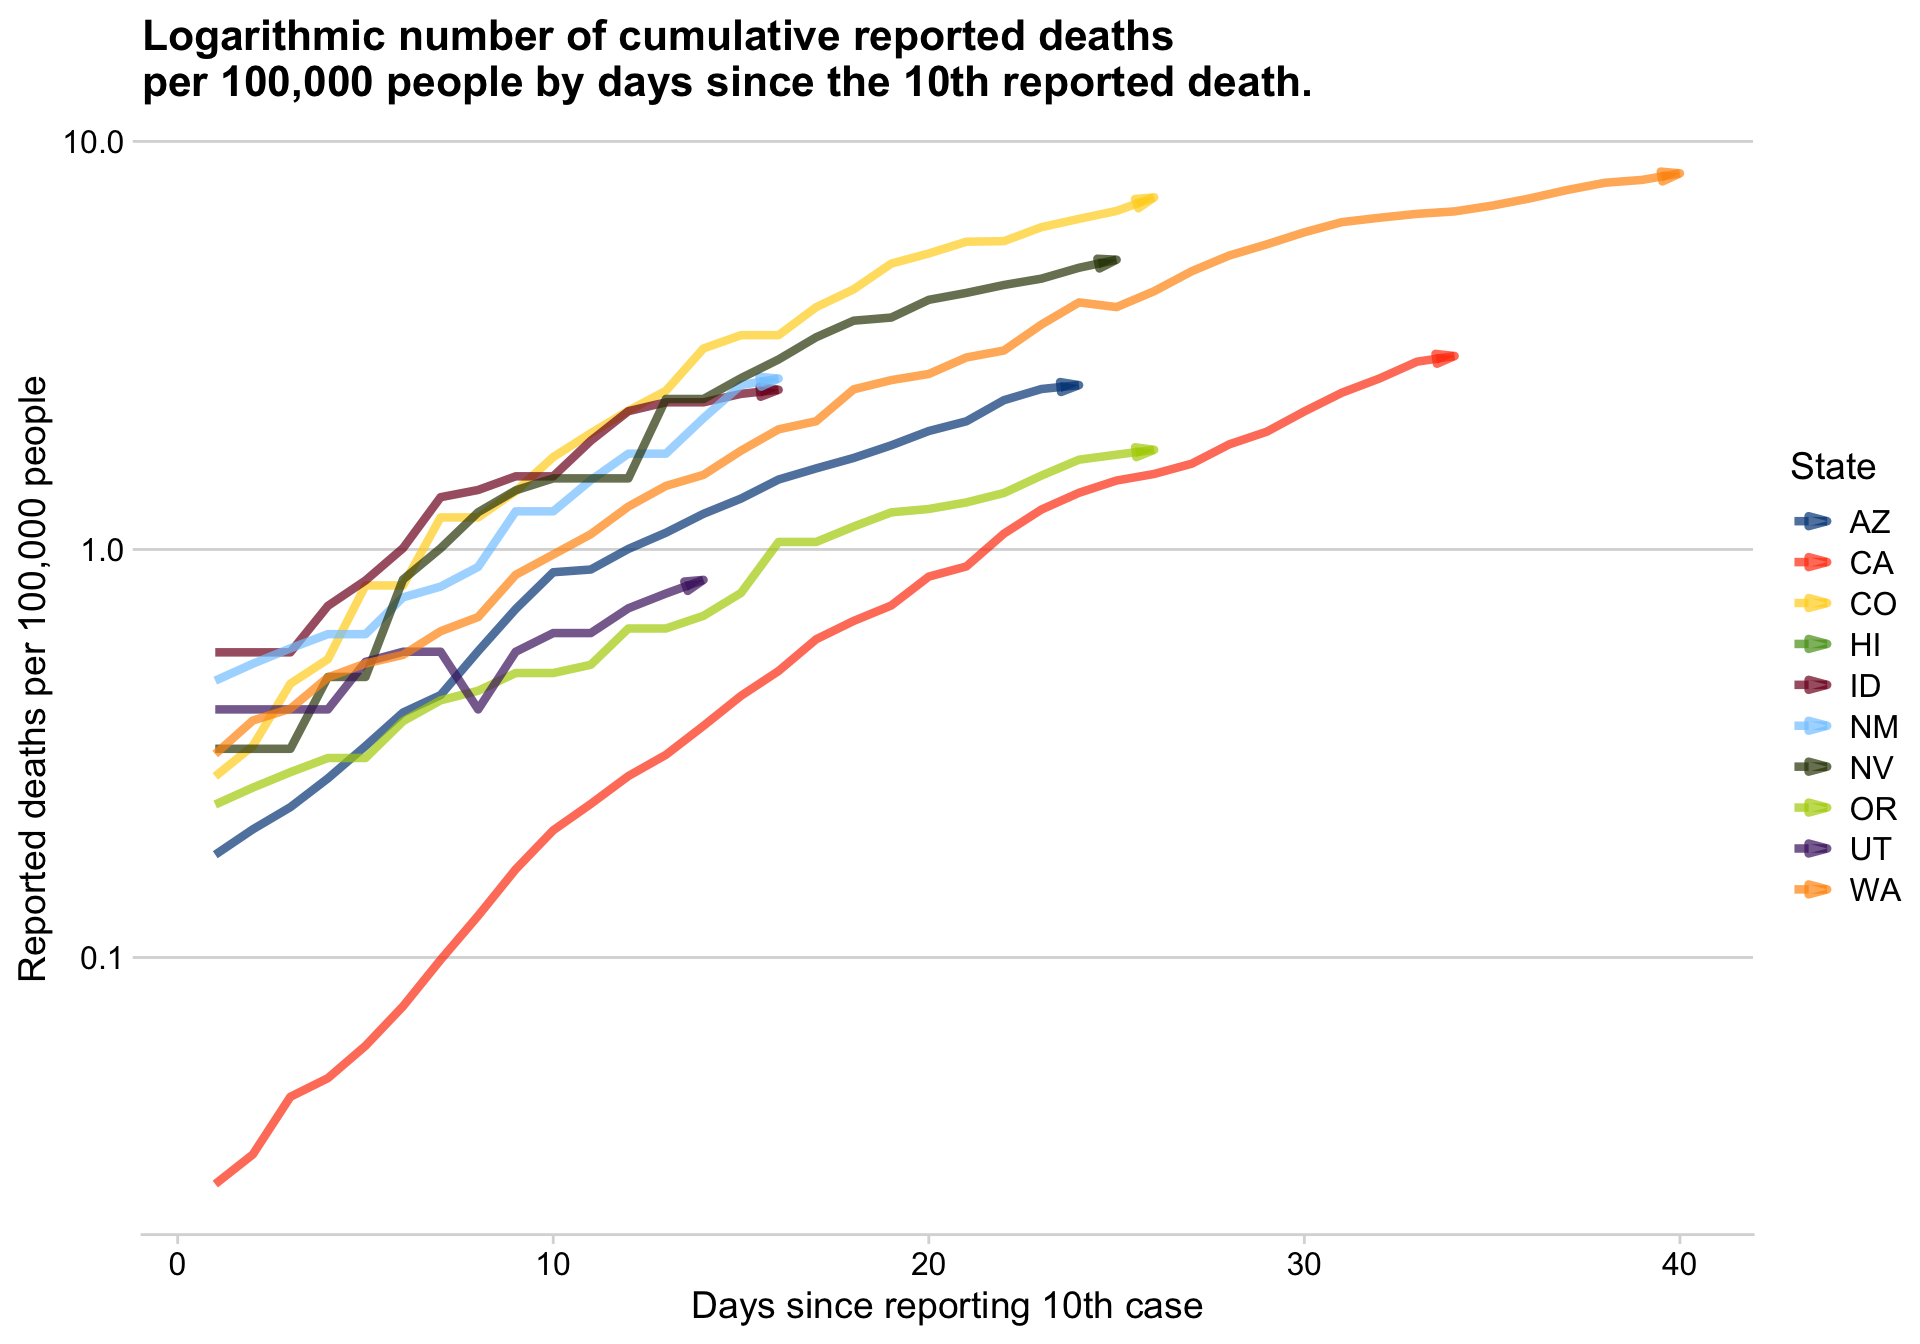 Logarithmic number of cumulative reported deaths
per 100,000 people by days since the 10th reported death.
Reported deaths per 100,000 people
10.0
1.0
0.1
0
10
20
30
40
Days since reporting 10th case
State
AZ
CA
CO
HI
ID
NM
NV
OR
UT
WA